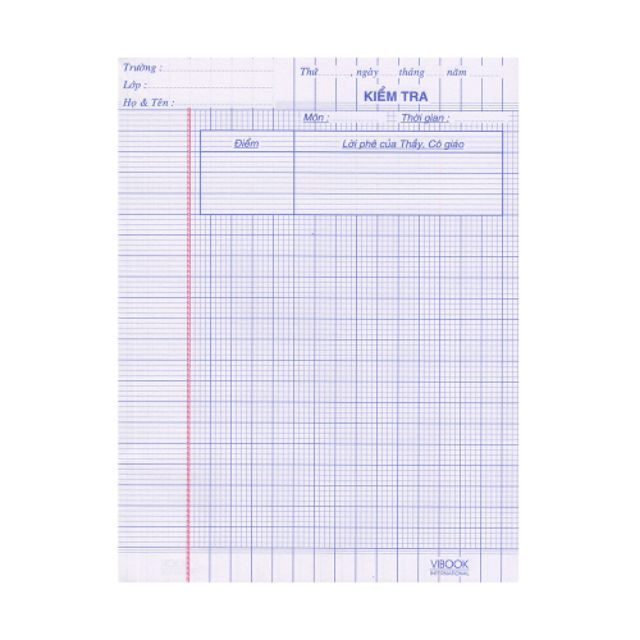 Trường :
Thứ , ngày tháng năm
Lớp :
KIỂM TRA
Họ & Tên :
Môn : Thời gian :
Điểm Lời phê của Thầy, Cô giáo
VIBOOK
INTERNATIONAL